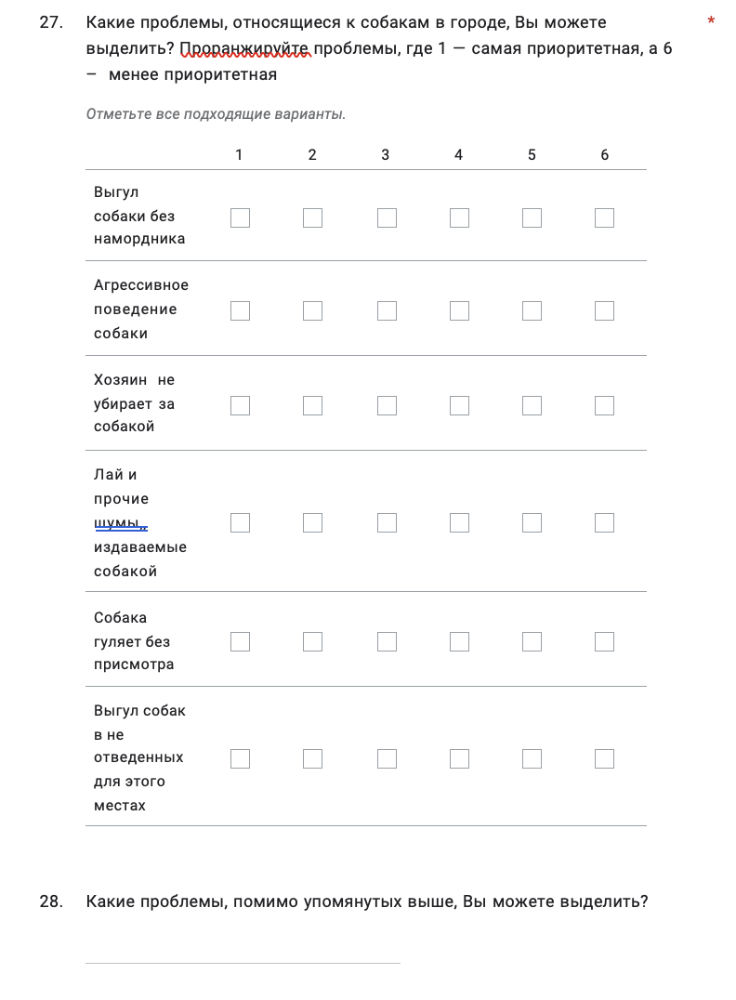 27. Какие проблемы, относящиеся к собакам в городе, Вы можете *
выделить? Проранжируйте проблемы, где 1 — самая приоритетная, а 6
– менее приоритетная
Отметьте все подходящие варианты.
1 2 3 4 5 6
Выгул
собаки без
намордника
Агрессивное
поведение
собаки
Хозяин не
убирает за
собакой
Лай и
прочие
шумы,,
издаваемые
собакой
Собака
гуляет без
присмотра
Выгул собак
в не
отведенных
для этого
местах
28. Какие проблемы, помимо упомянутых выше, Вы можете выделить?